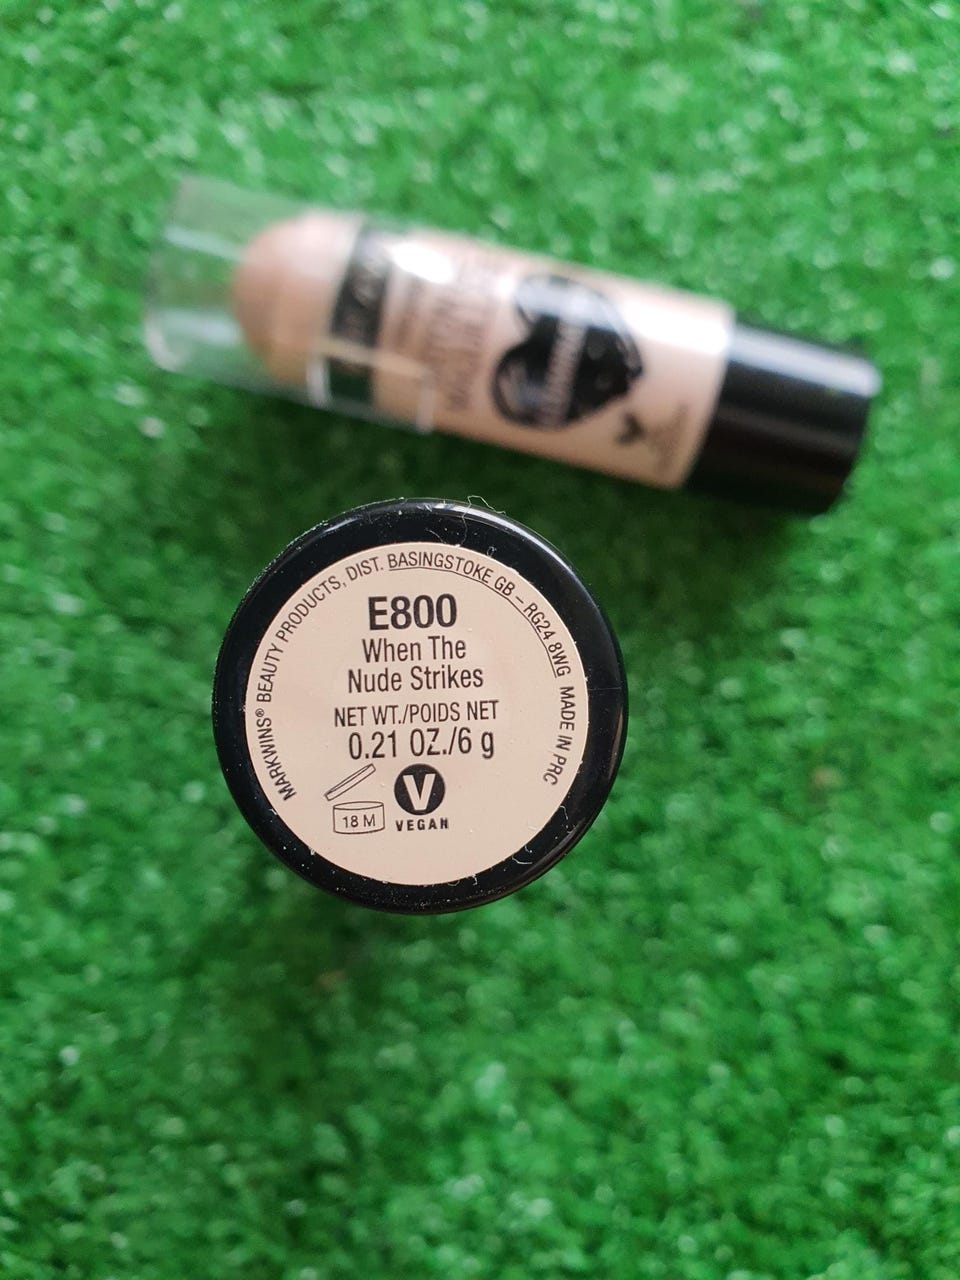 MARKWINS® BEAUTY PRODUCTS, DIST. BASINGSTOKE GB – RG24 8WG MADE IN PRC
E800
When The
Nude Strikes
NET WT./POIDS NET
0.21 OZ./6 g
18 M
V
VEGAN